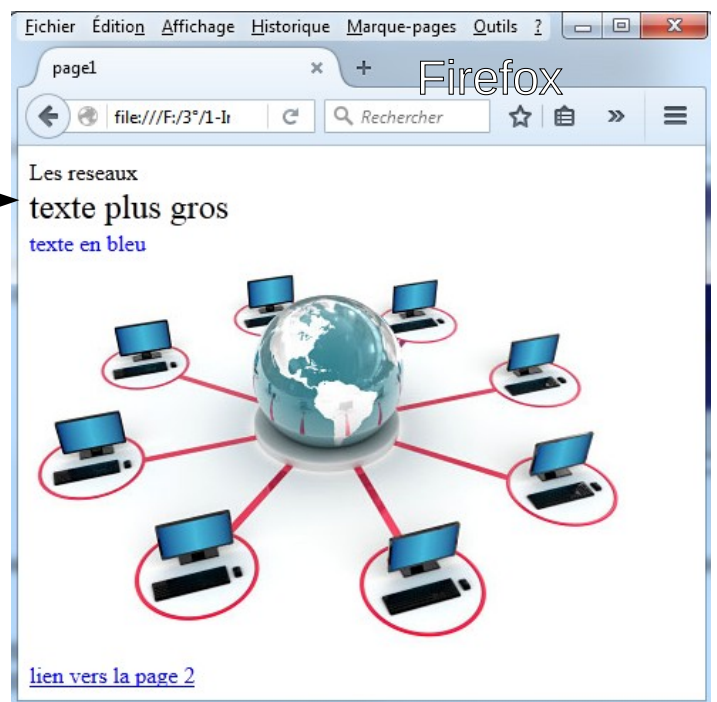 Fichier Édition Affichage Historique Marque-pages Outils ?
page1
Firefox
file:///F:/3°/1-Ir
Rechercher
Les reseaux
texte plus gros
texte en bleu
lien vers la page 2